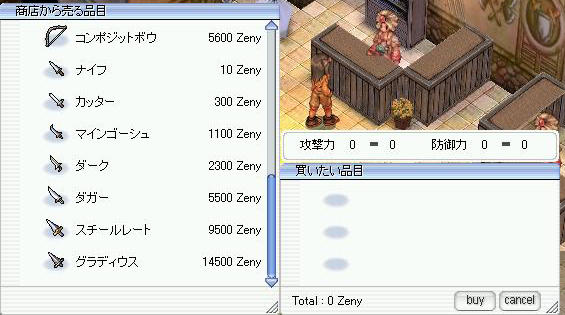 商店から売る品目
コンポジットボウ 5600 Zeny
ナイフ 10 Zeny
カッター 300 Zeny
マインゴーシュ 1100 Zeny
ダーク 2300 Zeny
ダガー 5500 Zeny
スチールレート 9500 Zeny
グラディウス 14500 Zeny
攻撃力 0 = 0 防御力 0 = 0
買いたい品目
Total : 0 Zeny buy cancel